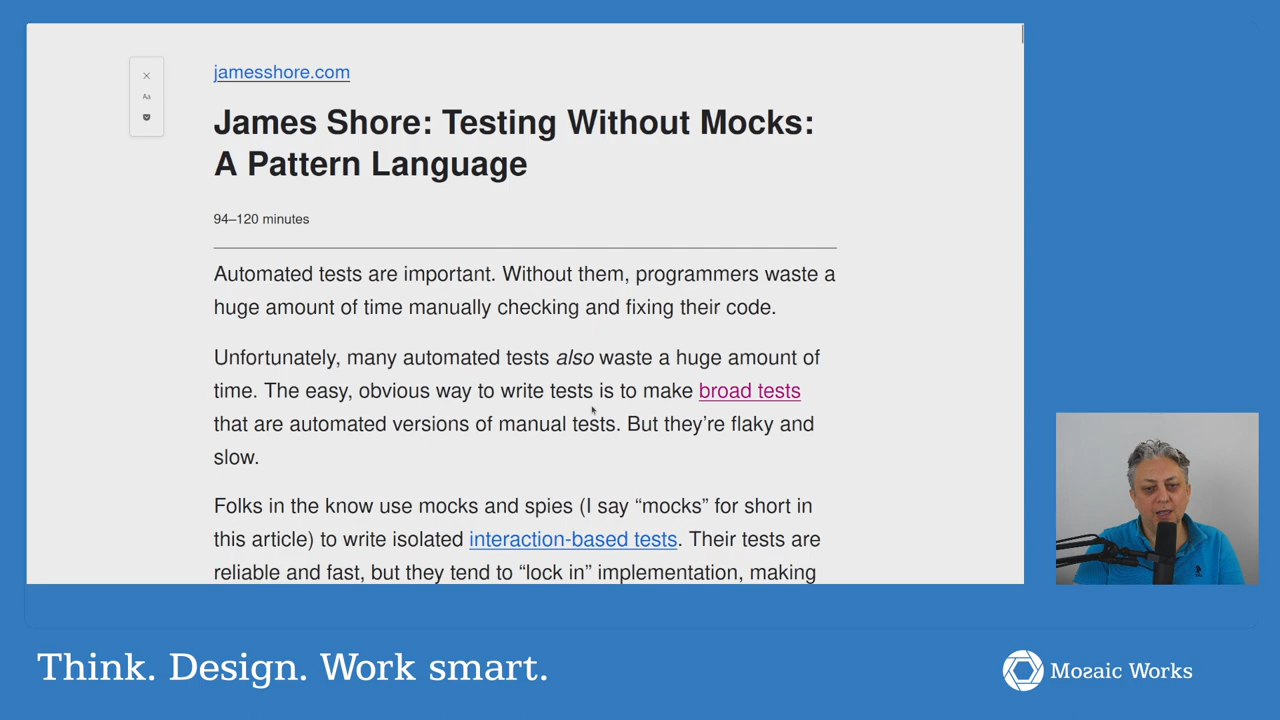 jamesshore.com
James Shore: Testing Without Mocks:
A Pattern Language
94–120 minutes
Automated tests are important. Without them, programmers waste a
huge amount of time manually checking and fixing their code.
Unfortunately, many automated tests also waste a huge amount of
time. The easy, obvious way to write tests is to make broad tests
that are automated versions of manual tests. But they’re flaky and
slow.
Folks in the know use mocks and spies (I say “mocks” for short in
this article) to write isolated interaction-based tests. Their tests are
reliable and fast, but they tend to “lock in” implementation, making
Aa
Think. Design. Work smart.
Mozaic Works